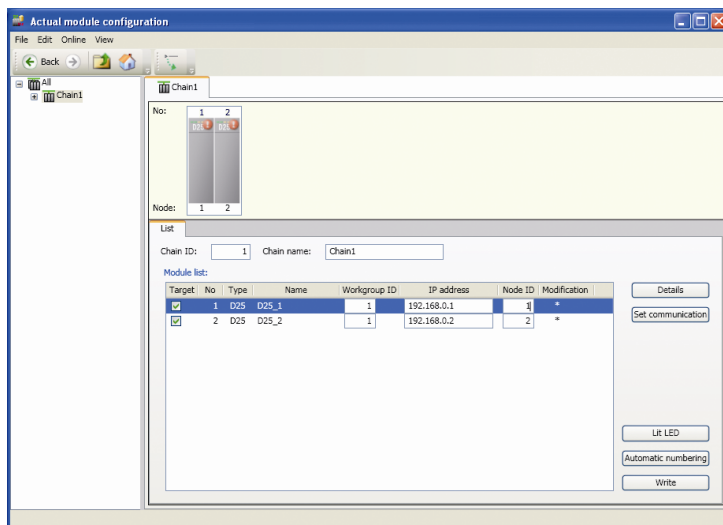 Actual module configuration
File Edit Online View
Back
All
Chain1
Chain1
No: 1 2
D25 D25
Node: 1 2
List
Chain ID: 1 Chain name: Chain1
Module list:
Target No Type Name Workgroup ID IP address Node ID Modification
1 D25 D25_1 1 192.168.0.1 1 *
2 D25 D25_2 1 192.168.0.2 2 *
Details
Set communication
Lit LED
Automatic numbering
Write